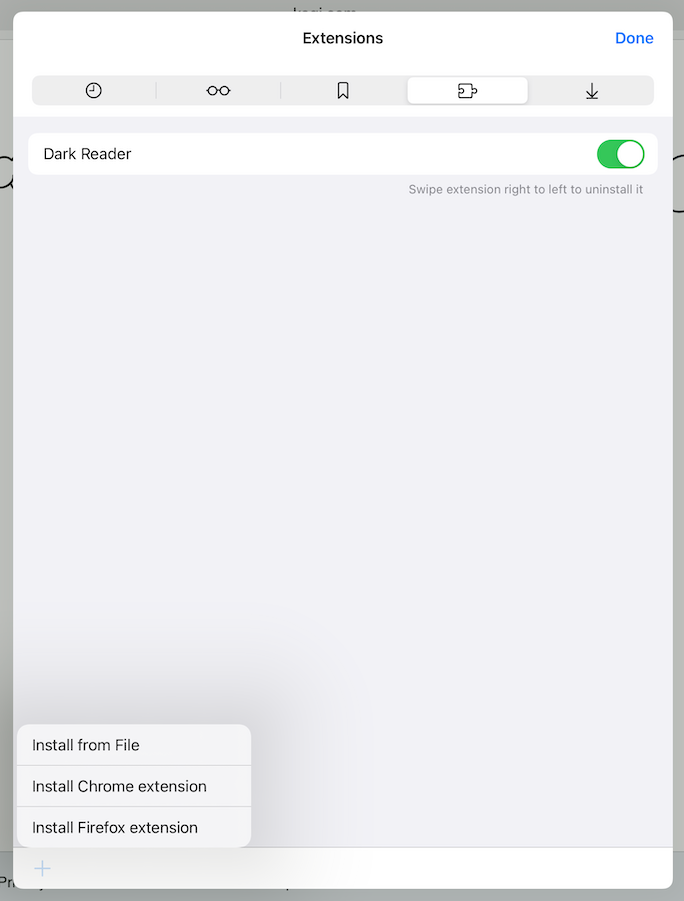 Extensions
Done
Dark Reader
Swipe extension right to left to uninstall it
Install from File
Install Chrome extension
Install Firefox extension